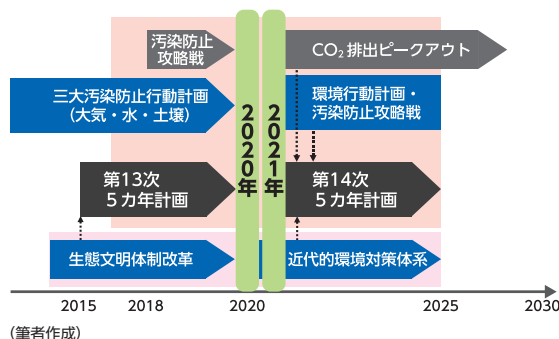 汚染防止
攻略戦
CO₂排出ピークアウト
三大汚染防止行動計画
（大気・水・土壌）
2020年
2021年
環境行動計画・
汚染防止攻略戦
第13次
５カ年計画
第14次
５カ年計画
生態文明体制改革
近代的環境対策体系
2015
2018
2020
2025
2030
（筆者作成）